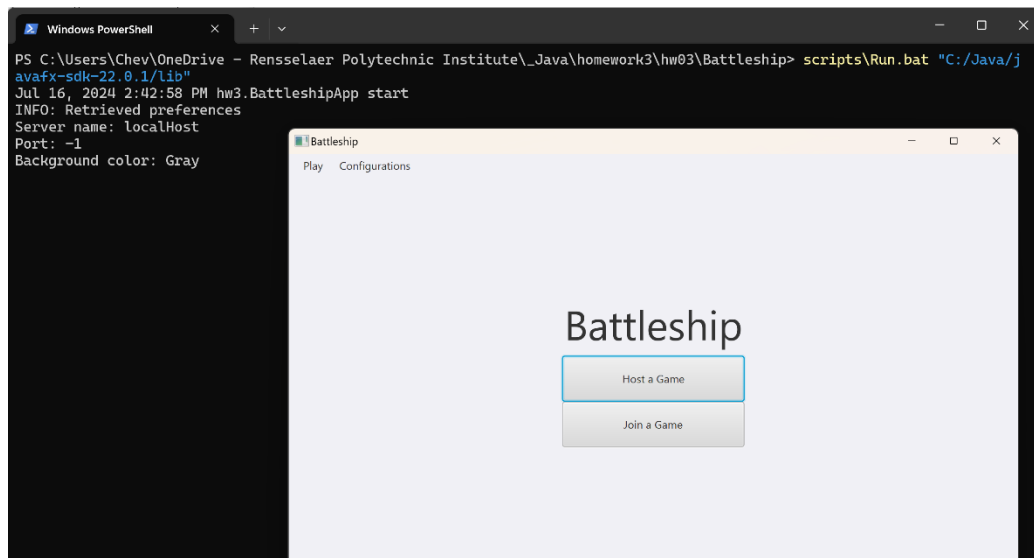 Windows PowerShell
PS C:\Users\Chev\OneDrive - Rensselaer Polytechnic Institute\_Java\homework3\hw03\Battleship> scripts\Run.bat "C:/Java/j
avafx-sdk-22.0.1/lib"
Jul 16, 2024 2:42:58 PM hw3.BattleshipApp start
INFO: Retrieved preferences
Server name: localHost
Port: -1
Background color: Gray
Battleship
Play Configurations
Battleship
Host a Game
Join a Game